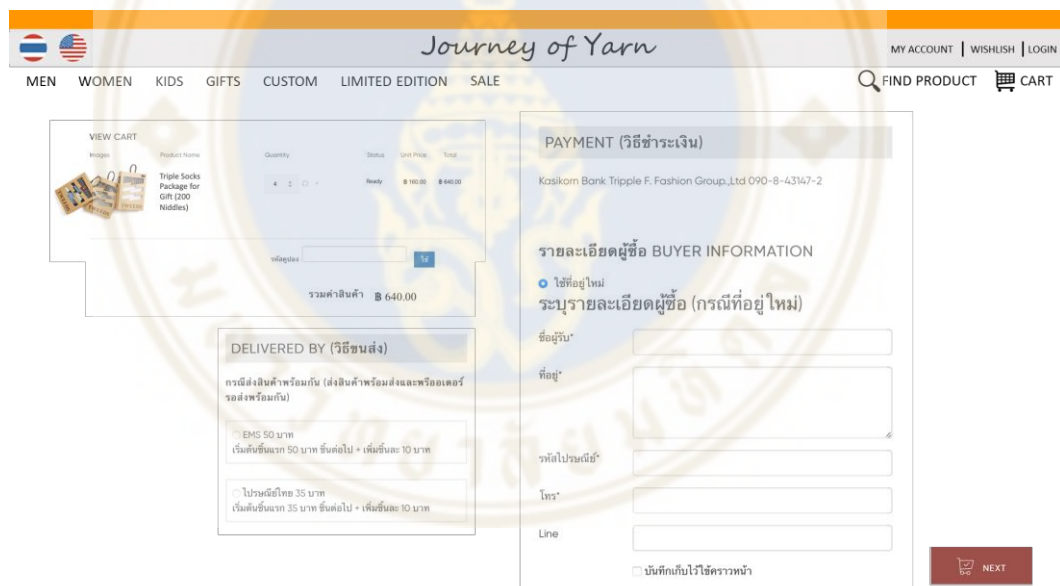 Journey of Yarn
MY ACCOUNT | WISHLISH | LOGIN
MEN WOMEN KIDS GIFTS CUSTOM LIMITED EDITION SALE
FIND PRODUCT CART
VIEW CART
Images Product Name Quantity Status Unit Price Total
Triple Socks
Package for
Gift (200
Niddles)
4 Ready ฿ 160.00 ฿ 640.00
รหัสคูปอง ใช้
รวมค่าสินค้า ฿ 640.00
DELIVERED BY (วิธีขนส่ง)
กรณีส่งสินค้าพร้อมกัน (ส่งสินค้าพร้อมส่งและพรีออเดอร์
รอส่งพร้อมกัน)
EMS 50 บาท
เริ่มต้นชิ้นแรก 50 บาท ชิ้นต่อไป + เพิ่มชิ้นละ 10 บาท
ไปรษณีย์ไทย 35 บาท
เริ่มต้นชิ้นแรก 35 บาท ชิ้นต่อไป + เพิ่มชิ้นละ 10 บาท
PAYMENT (วิธีชำระเงิน)
Kasikorn Bank Tripple F. Fashion Group.,Ltd 090-8-43147-2
รายละเอียดผู้ซื้อ BUYER INFORMATION
ใช้ที่อยู่ใหม่
ระบุรายละเอียดผู้ซื้อ (กรณีที่อยู่ใหม่)
ชื่อผู้รับ*
ที่อยู่*
รหัสไปรษณีย์*
โทร*
Line
บันทึกเก็บไว้ใช้คราวหน้า
NEXT